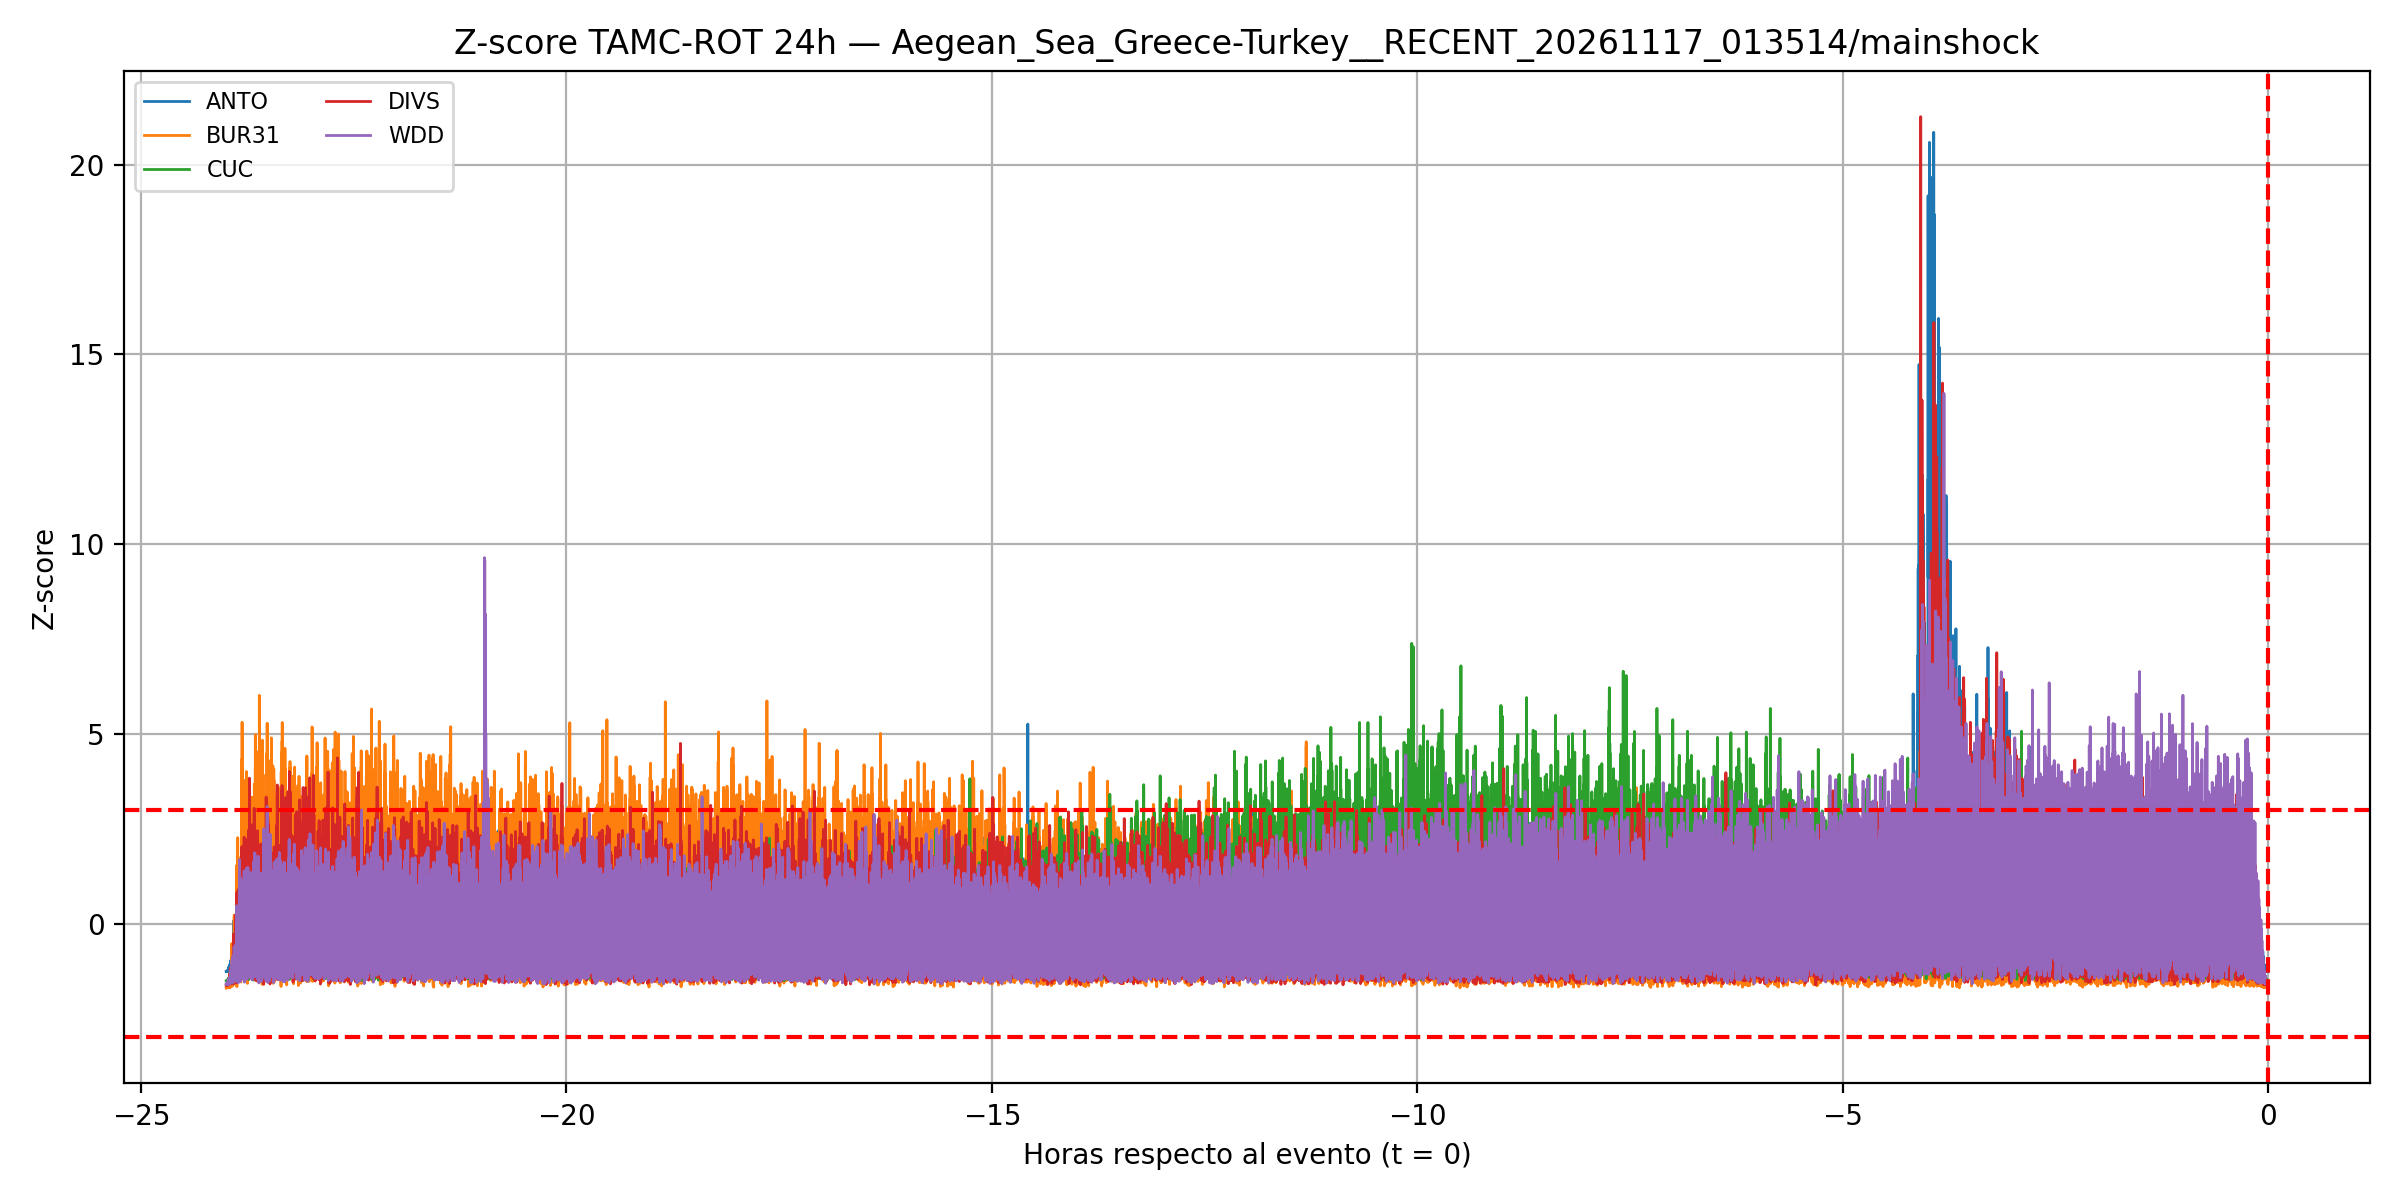 Z-score TAMC-ROT 24h — Aegean_Sea_Greece-Turkey__RECENT_20261117_013514/mainshock
ANTO
BUR31
CUC
DIVS
WDD
Z-score
20
15
10
5
0
−25
−20
−15
−10
−5
0
Horas respecto al evento (t = 0)